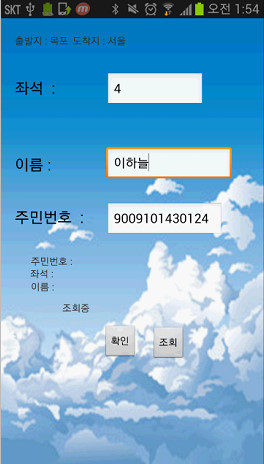 SKT 오전 1:54
출발지 : 목포 도착지 : 서울
좌석 : 4
이름 : 이하늘
주민번호 : 9009101430124
주민번호 :
좌석 :
이름 :
조회중
확인 조회